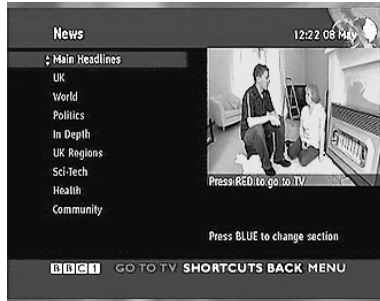 News
12:22 08 May
Main Headlines
UK
World
Politics
In Depth
UK Regions
Sci-Tech
Health
Community
Press RED to go to TV
Press BLUE to change section
BBC 1 GO TO TV SHORTCUTS BACK MENU